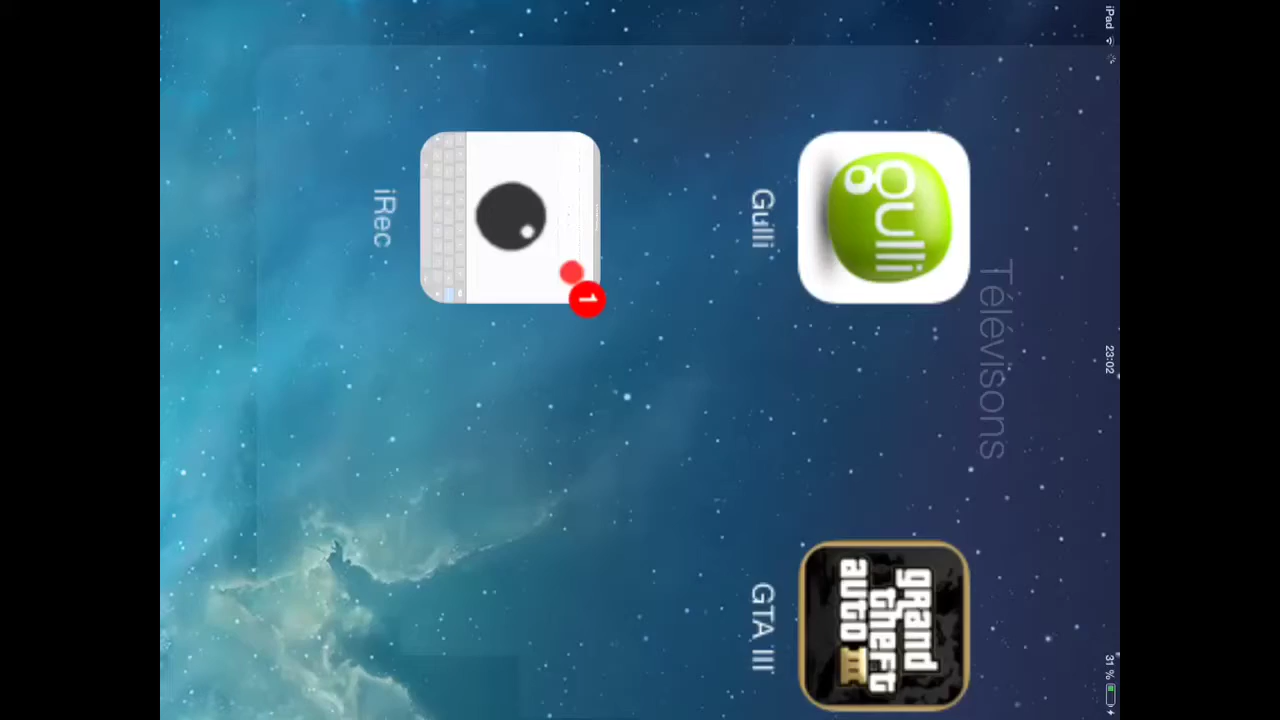 iPad
23:02
31 %
Télévisons
gulli
Gulli
grand
theft
auto
III
GTA III
1
iRec